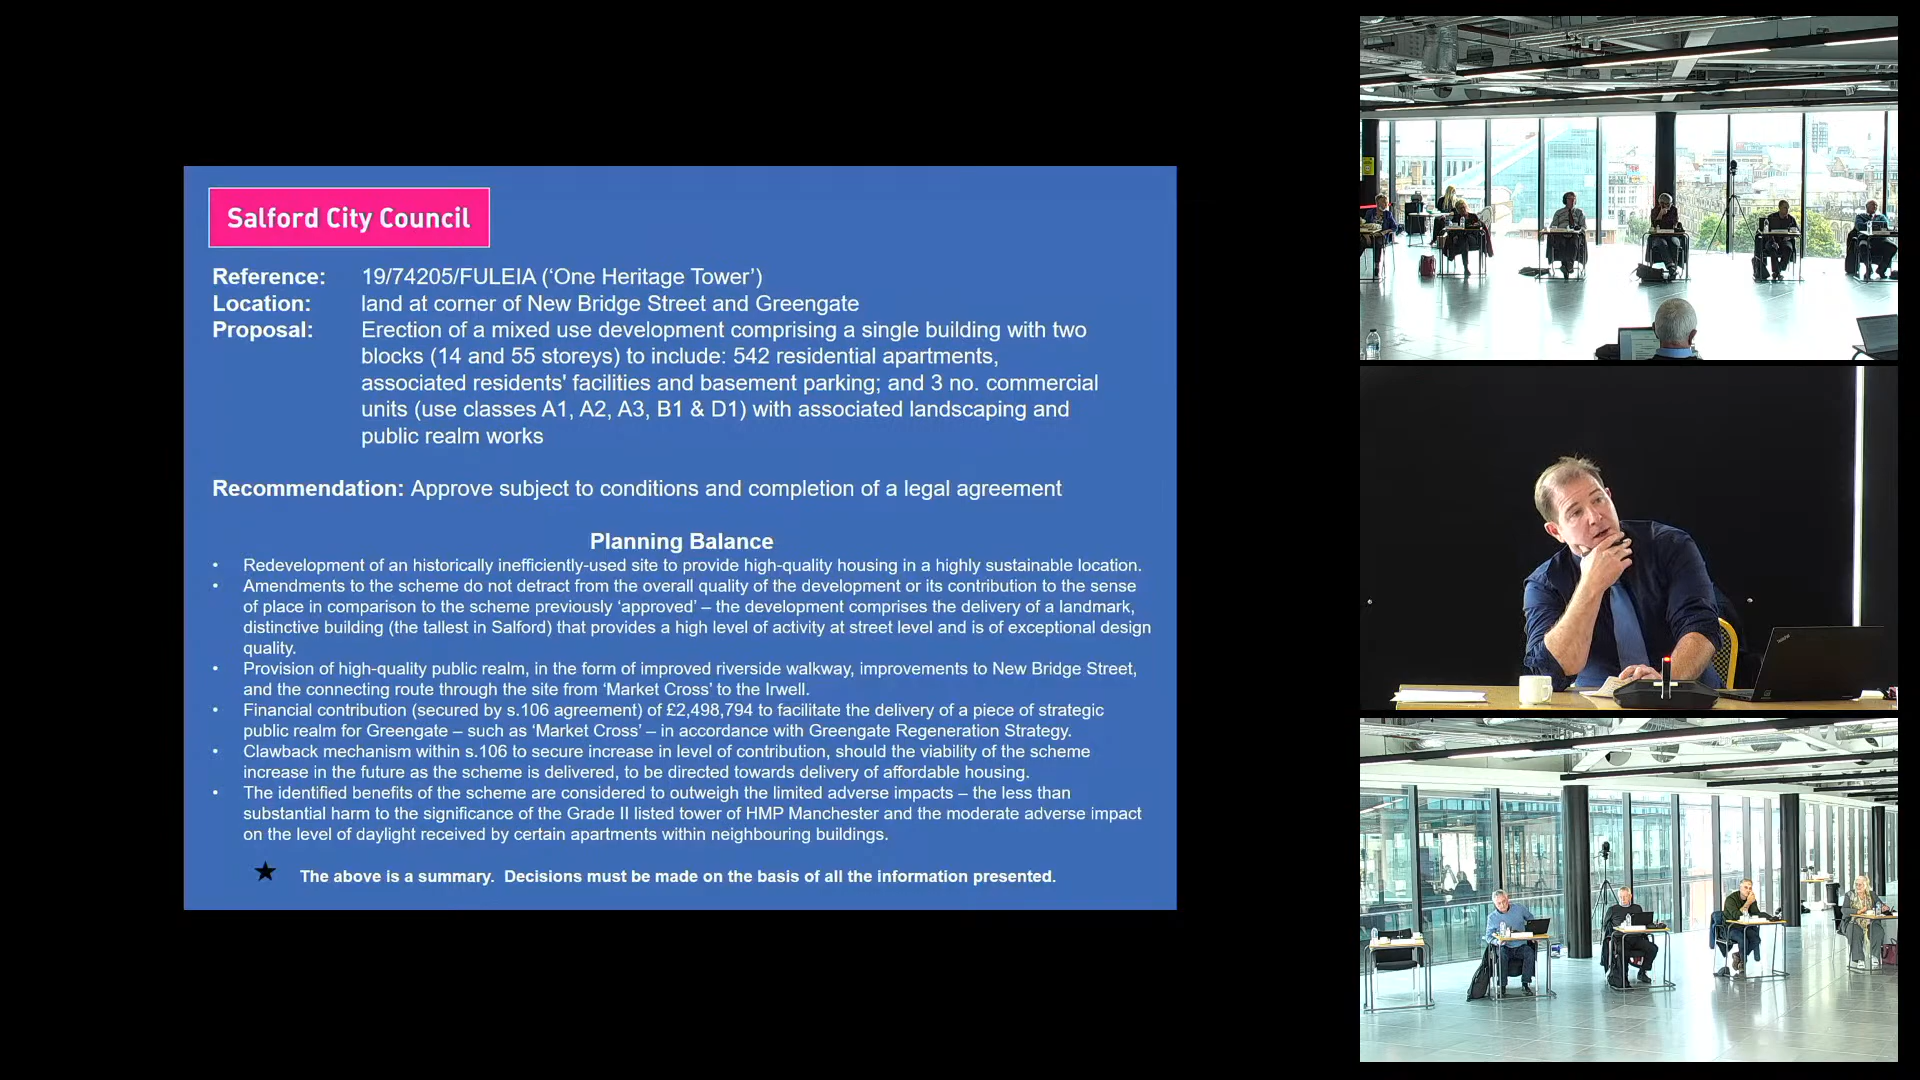 Salford City Council
Reference: 19/74205/FULEIA (‘One Heritage Tower’)
Location: land at corner of New Bridge Street and Greengate
Proposal: Erection of a mixed use development comprising a single building with two
blocks (14 and 55 storeys) to include: 542 residential apartments,
associated residents' facilities and basement parking; and 3 no. commercial
units (use classes A1, A2, A3, B1 & D1) with associated landscaping and
public realm works
Recommendation: Approve subject to conditions and completion of a legal agreement
Planning Balance
• Redevelopment of an historically inefficiently-used site to provide high-quality housing in a highly sustainable location.
• Amendments to the scheme do not detract from the overall quality of the development or its contribution to the sense
of place in comparison to the scheme previously ‘approved’ – the development comprises the delivery of a landmark,
distinctive building (the tallest in Salford) that provides a high level of activity at street level and is of exceptional design
quality.
• Provision of high-quality public realm, in the form of improved riverside walkway, improvements to New Bridge Street,
and the connecting route through the site from ‘Market Cross’ to the Irwell.
• Financial contribution (secured by s.106 agreement) of £2,498,794 to facilitate the delivery of a piece of strategic
public realm for Greengate – such as ‘Market Cross’ – in accordance with Greengate Regeneration Strategy.
• Clawback mechanism within s.106 to secure increase in level of contribution, should the viability of the scheme
increase in the future as the scheme is delivered, to be directed towards delivery of affordable housing.
• The identified benefits of the scheme are considered to outweigh the limited adverse impacts – the less than
substantial harm to the significance of the Grade II listed tower of HMP Manchester and the moderate adverse impact
on the level of daylight received by certain apartments within neighbouring buildings.
★ The above is a summary. Decisions must be made on the basis of all the information presented.